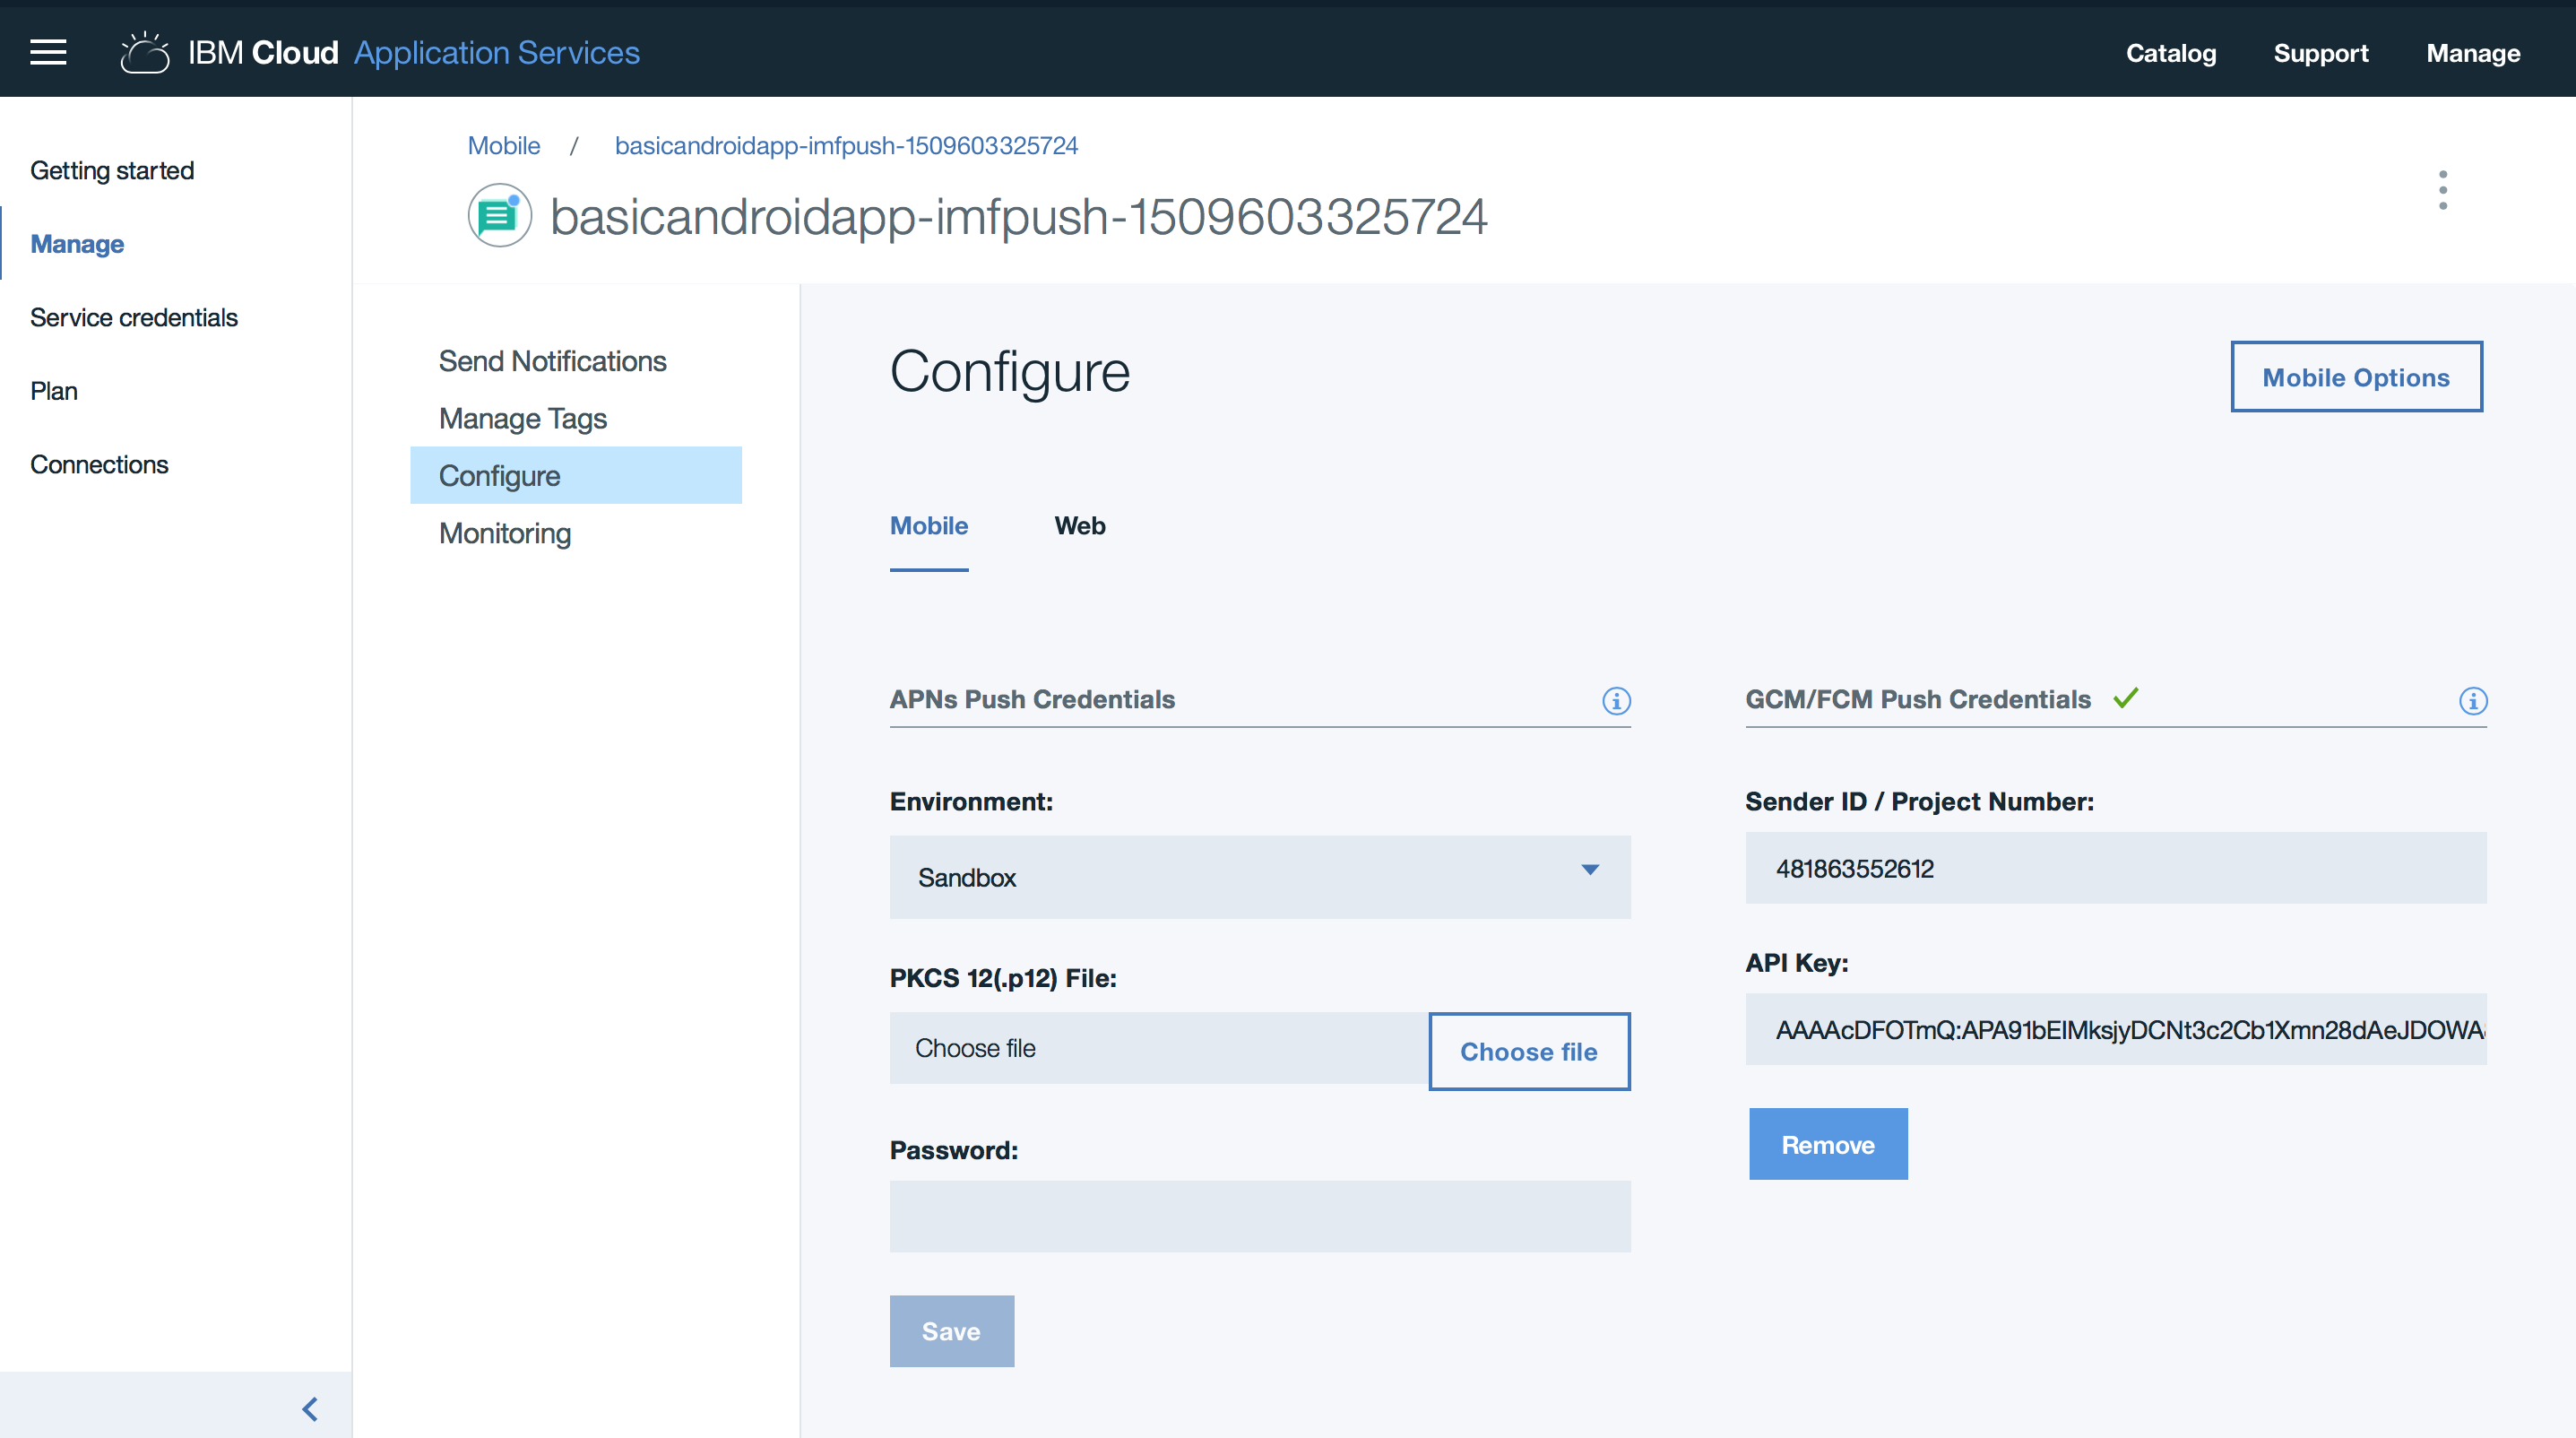 IBM Cloud Application Services
Catalog
Support
Manage
Getting started
Manage
Service credentials
Plan
Connections
Mobile / basicandroidapp-imfpush-1509603325724
basicandroidapp-imfpush-1509603325724
Send Notifications
Manage Tags
Configure
Monitoring
Configure
Mobile Options
Mobile
Web
APNs Push Credentials
Environment:
Sandbox
PKCS 12(.p12) File:
Choose file
Choose file
Password:
Save
GCM/FCM Push Credentials
Sender ID / Project Number:
481863552612
API Key:
AAAAcDFOTmQ:APA91bEIMksjyDCNt3c2Cb1Xmn28dAeJDOWA
Remove